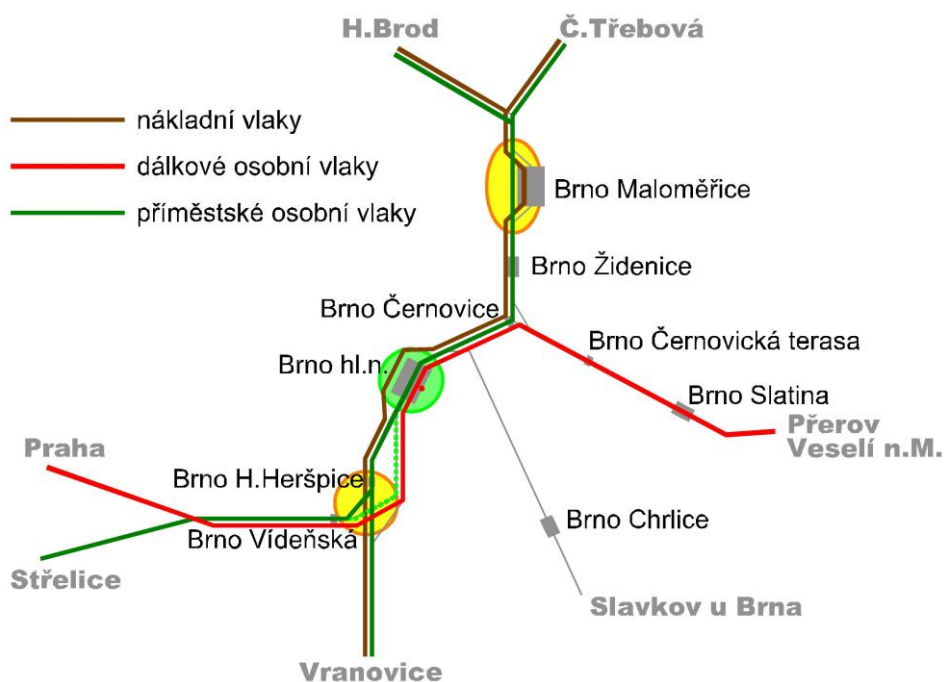 H.Brod
Č.Třebová
nákladní vlaky
dálkové osobní vlaky
příměstské osobní vlaky
Brno Maloměřice
Brno Židenice
Brno Černovice
Brno Černovická terasa
Brno hl.n.
Brno Slatina
Přerov
Veselí n.M.
Praha
Brno H.Heršpice
Brno Chrlice
Brno Vídeňská
Střelice
Slavkov u Brna
Vranovice